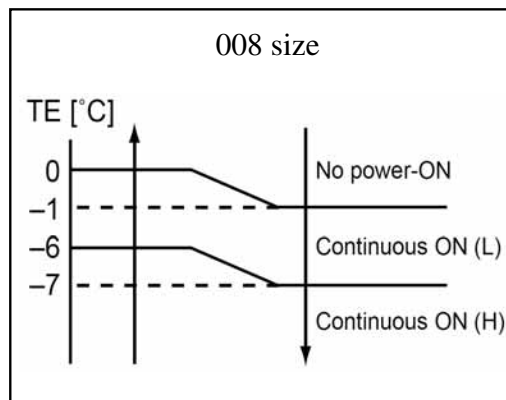 008 size
TE [˚C]
0
No power-ON
–1
Continuous ON (L)
–6
–7
Continuous ON (H)